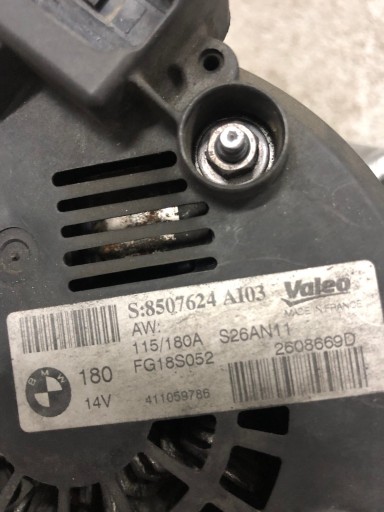 S:8507624 AI03 Valeo
AW: MADE IN FRANCE
115/180A S26AN11
BMW 180 FG18S052 2608669D
14V 411059786